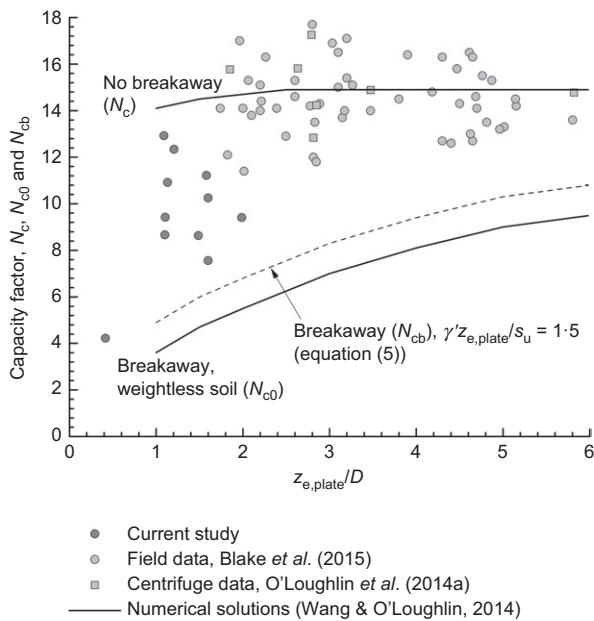 18
16
14
12
10
8
6
4
2
0
Capacity factor, Nc, Nc0 and Ncb
No breakaway
(Nc)
Breakaway (Ncb), γ′ze,plate/su = 1·5
(equation (5))
Breakaway,
weightless soil (Nc0)
0 1 2 3 4 5 6
ze,plate/D
Current study
Field data, Blake et al. (2015)
Centrifuge data, O'Loughlin et al. (2014a)
Numerical solutions (Wang & O'Loughlin, 2014)